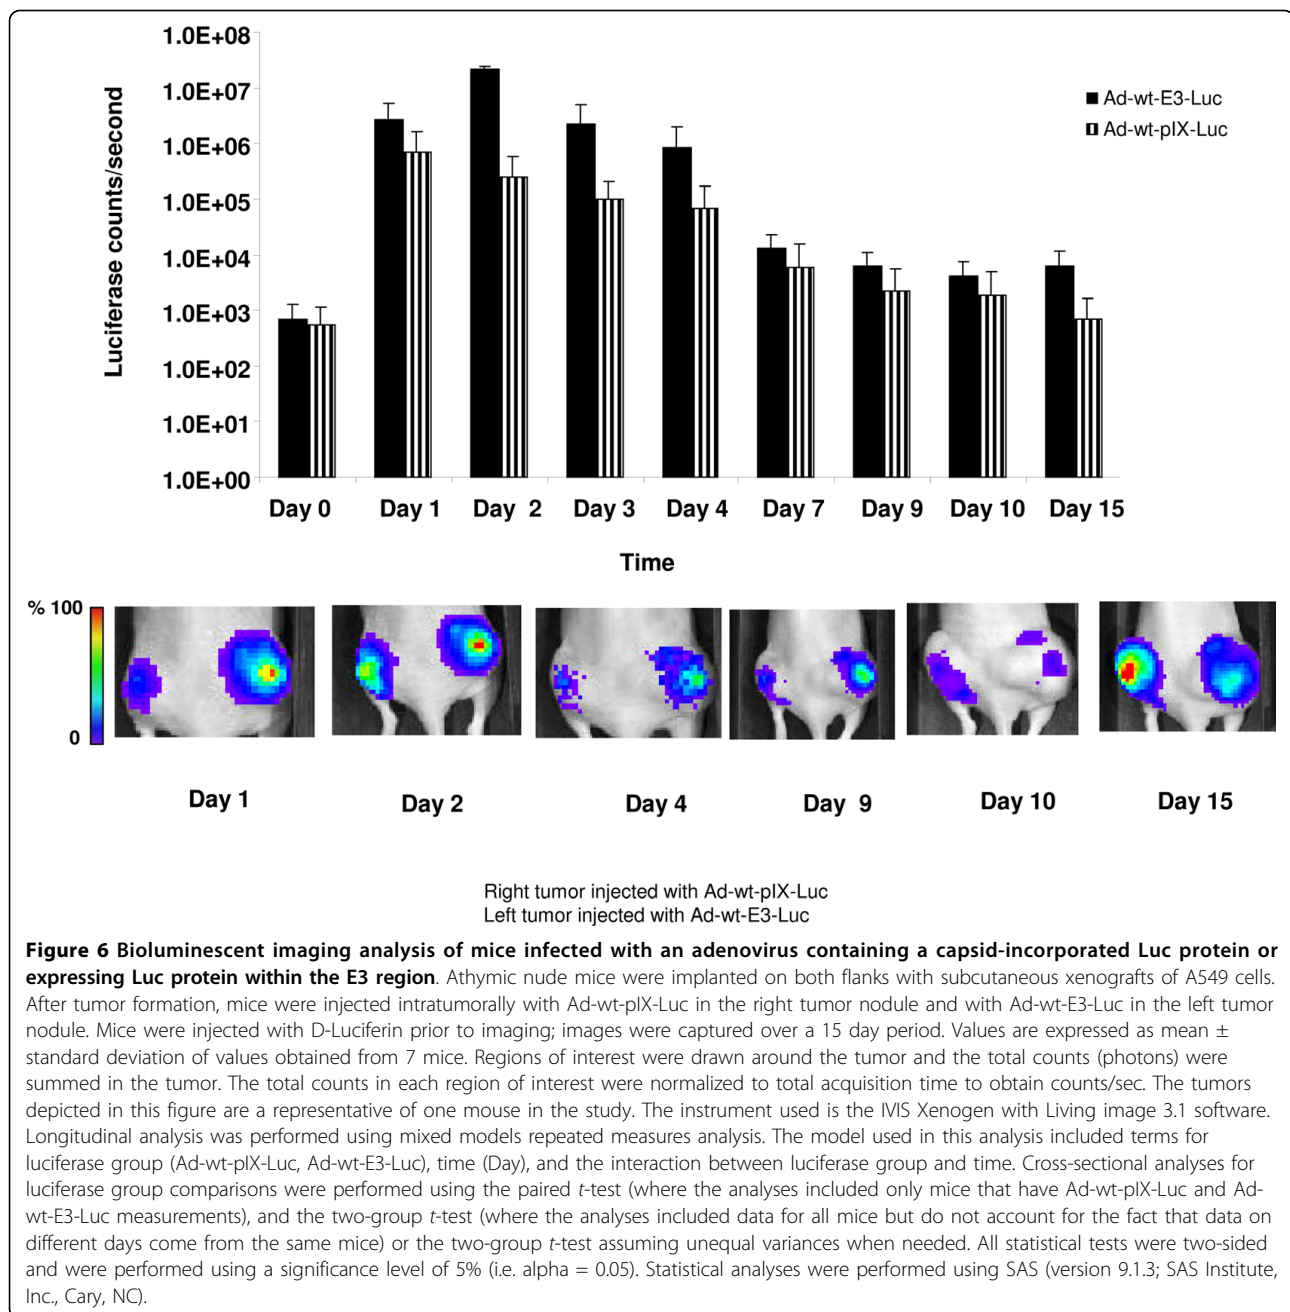 1.0E+08
1.0E+07
1.0E+06
1.0E+05
1.0E+04
1.0E+03
1.0E+02
1.0E+01
1.0E+00
Luciferase counts/second
Ad-wt-E3-Luc
Ad-wt-pIX-Luc
Day 0 Day 1 Day 2 Day 3 Day 4 Day 7 Day 9 Day 10 Day 15
Time
% 100
0
Day 1 Day 2 Day 4 Day 9 Day 10 Day 15
Right tumor injected with Ad-wt-pIX-Luc
Left tumor injected with Ad-wt-E3-Luc
Figure 6 Bioluminescent imaging analysis of mice infected with an adenovirus containing a capsid-incorporated Luc protein or
expressing Luc protein within the E3 region. Athymic nude mice were implanted on both flanks with subcutaneous xenografts of A549 cells.
After tumor formation, mice were injected intratumorally with Ad-wt-pIX-Luc in the right tumor nodule and with Ad-wt-E3-Luc in the left tumor
nodule. Mice were injected with D-Luciferin prior to imaging; images were captured over a 15 day period. Values are expressed as mean ±
standard deviation of values obtained from 7 mice. Regions of interest were drawn around the tumor and the total counts (photons) were
summed in the tumor. The total counts in each region of interest were normalized to total acquisition time to obtain counts/sec. The tumors
depicted in this figure are a representative of one mouse in the study. The instrument used is the IVIS Xenogen with Living image 3.1 software.
Longitudinal analysis was performed using mixed models repeated measures analysis. The model used in this analysis included terms for
luciferase group (Ad-wt-pIX-Luc, Ad-wt-E3-Luc), time (Day), and the interaction between luciferase group and time. Cross-sectional analyses for
luciferase group comparisons were performed using the paired t-test (where the analyses included only mice that have Ad-wt-pIX-Luc and Ad-
wt-E3-Luc measurements), and the two-group t-test (where the analyses included data for all mice but do not account for the fact that data on
different days come from the same mice) or the two-group t-test assuming unequal variances when needed. All statistical tests were two-sided
and were performed using a significance level of 5% (i.e. alpha = 0.05). Statistical analyses were performed using SAS (version 9.1.3; SAS Institute,
Inc., Cary, NC).